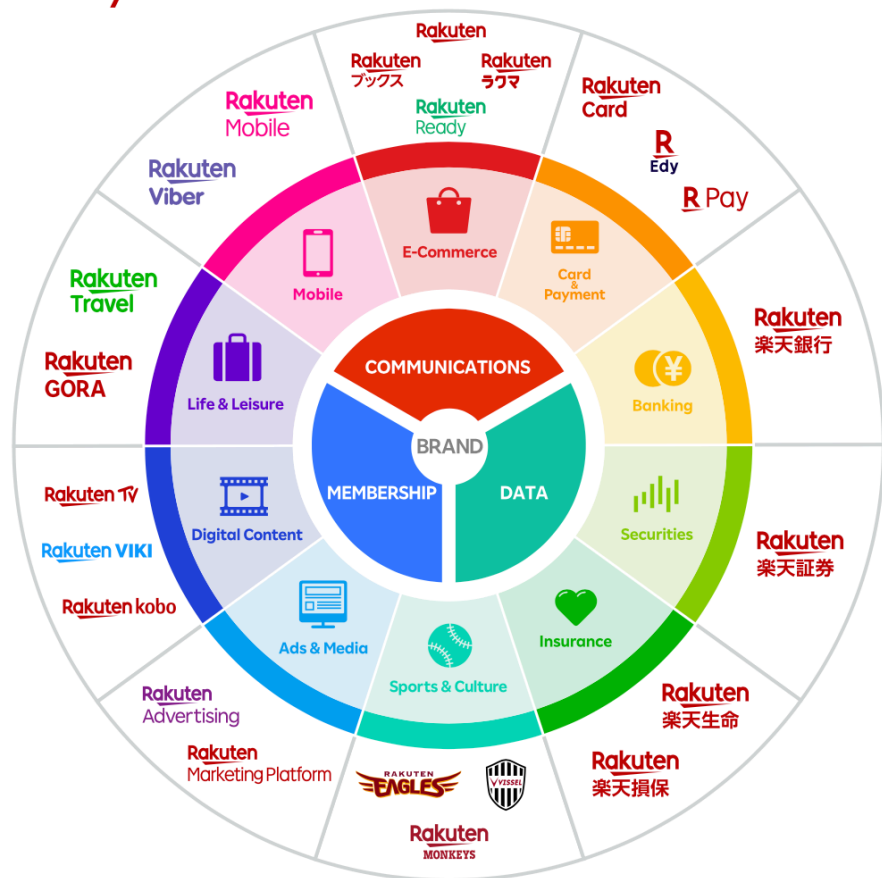 Rakuten
Rakuten
ブックス
Rakuten
ラクマ
Rakuten
Ready
Rakuten
Card
R
Edy
R Pay
Rakuten
楽天銀行
Rakuten
楽天証券
Rakuten
楽天生命
Rakuten
楽天損保
RAKUTEN
EAGLES
VISSEL
Rakuten
MONKEYS
Rakuten
Marketing Platform
Rakuten
Advertising
Rakuten kobo
Rakuten VIKI
Rakuten TV
Rakuten
GORA
Rakuten
Travel
Rakuten
Viber
Rakuten
Mobile
E-Commerce
Card
&
Payment
Banking
Securities
Insurance
Sports & Culture
Ads & Media
Digital Content
Life & Leisure
Mobile
COMMUNICATIONS
BRAND
MEMBERSHIP
DATA
¥